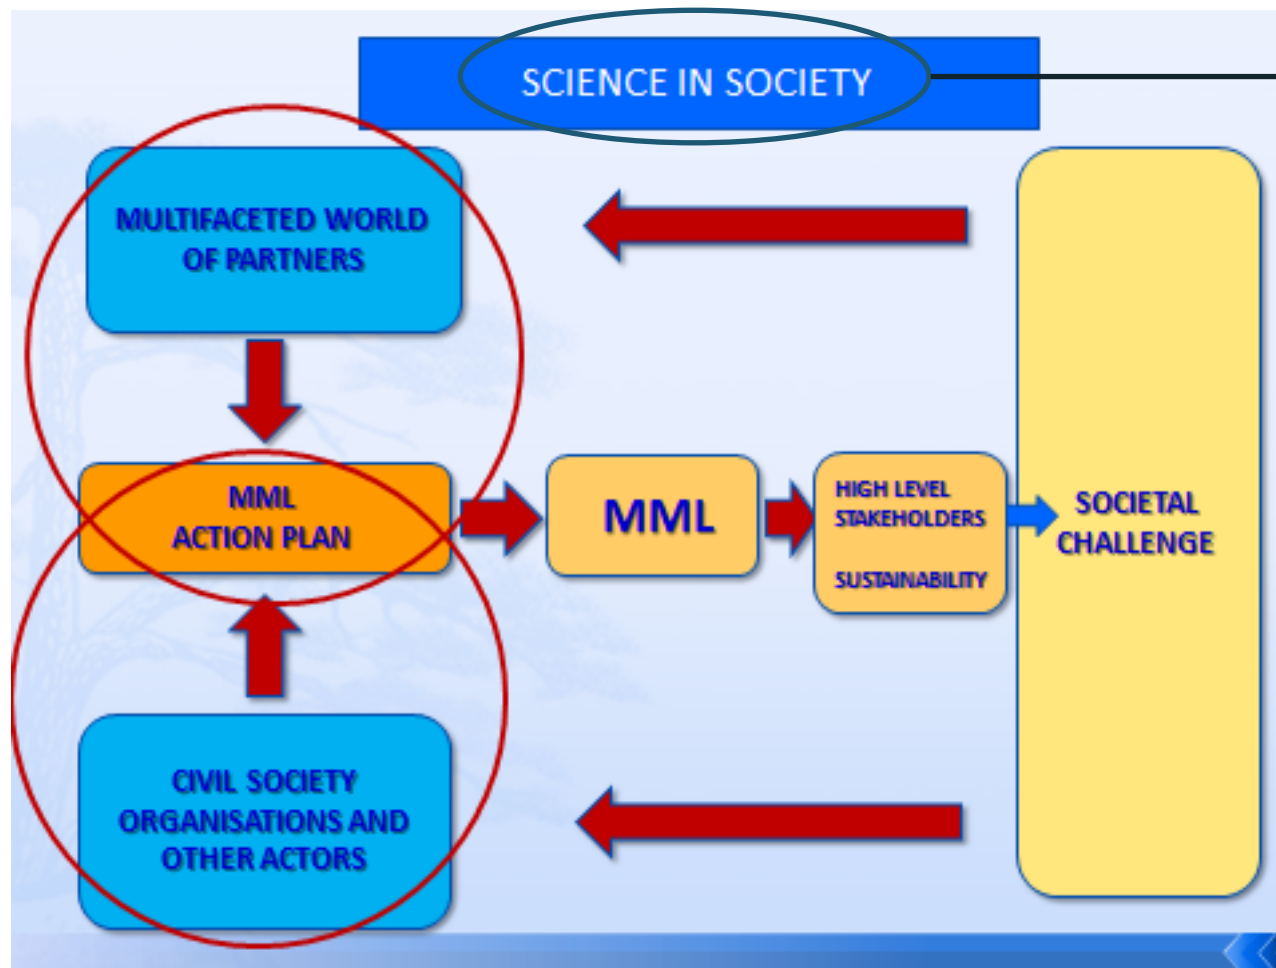 SCIENCE IN SOCIETY
MULTIFACETED WORLD
OF PARTNERS
MML
ACTION PLAN
MML
HIGH LEVEL
STAKEHOLDERS
SUSTAINABILITY
SOCIETAL
CHALLENGE
CIVIL SOCIETY
ORGANISATIONS AND
OTHER ACTORS